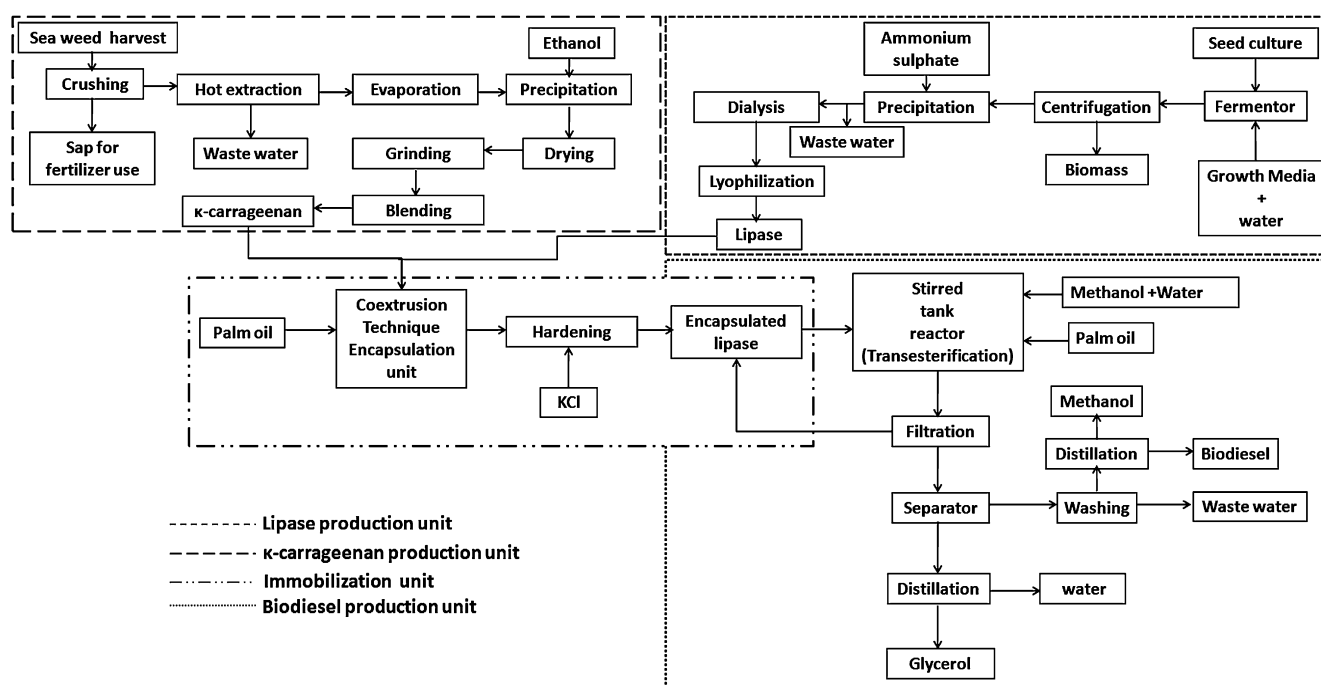 Sea weed harvest
Crushing
Sap for
fertilizer use
Hot extraction
Waste water
Evaporation
Ethanol
Precipitation
Drying
Grinding
Blending
κ-carrageenan
Seed culture
Fermentor
Growth Media
+
water
Centrifugation
Biomass
Ammonium
sulphate
Precipitation
Waste water
Dialysis
Lyophilization
Lipase
Palm oil
Coextrusion
Technique
Encapsulation
unit
Hardening
KCl
Encapsulated
lipase
Stirred
tank
reactor
(Transesterification)
Methanol +Water
Palm oil
Filtration
Separator
Washing
Waste water
Distillation
Methanol
Biodiesel
Distillation
water
Glycerol
Lipase production unit
κ-carrageenan production unit
Immobilization unit
Biodiesel production unit